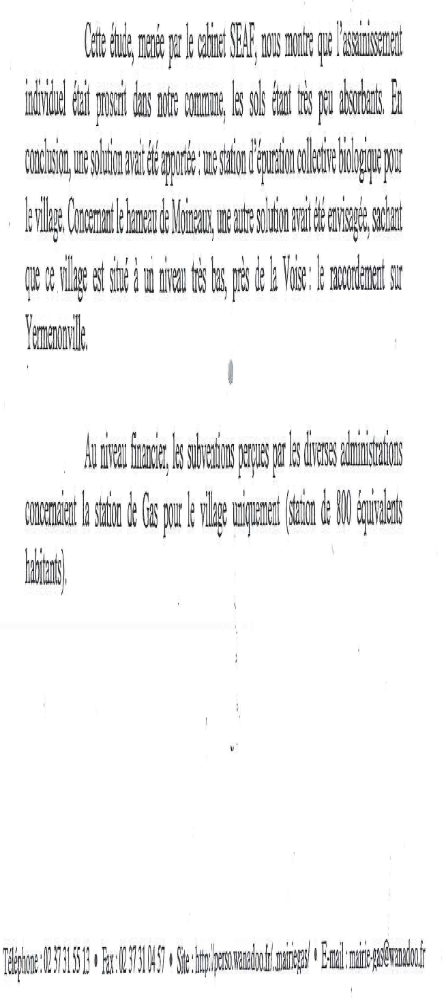 Cette étude, menée par le cabinet SEAF, nous montre que l'assainissement
individuel était proscrit dans notre commune, les sols étant très peu absorbants. En
conclusion, une solution avait été apportée : une station d'épuration collective biologique pour
le village. Concernant le hameau de Moineaux, une autre solution avait été envisagée, sachant
que ce village est situé à un niveau très bas, près de la Voise : le raccordement sur
Yermenonville.
Au niveau financier, les subventions perçues par les diverses administrations
concernaient la station de Gas pour le village uniquement (station de 800 équivalents
habitants).
Téléphone : 02 37 31 55 13 • Fax : 02 37 31 04 57 • Site : http://perso.wanadoo.fr/..mairiegas/ • E-mail : mairie-gas@wanadoo.fr